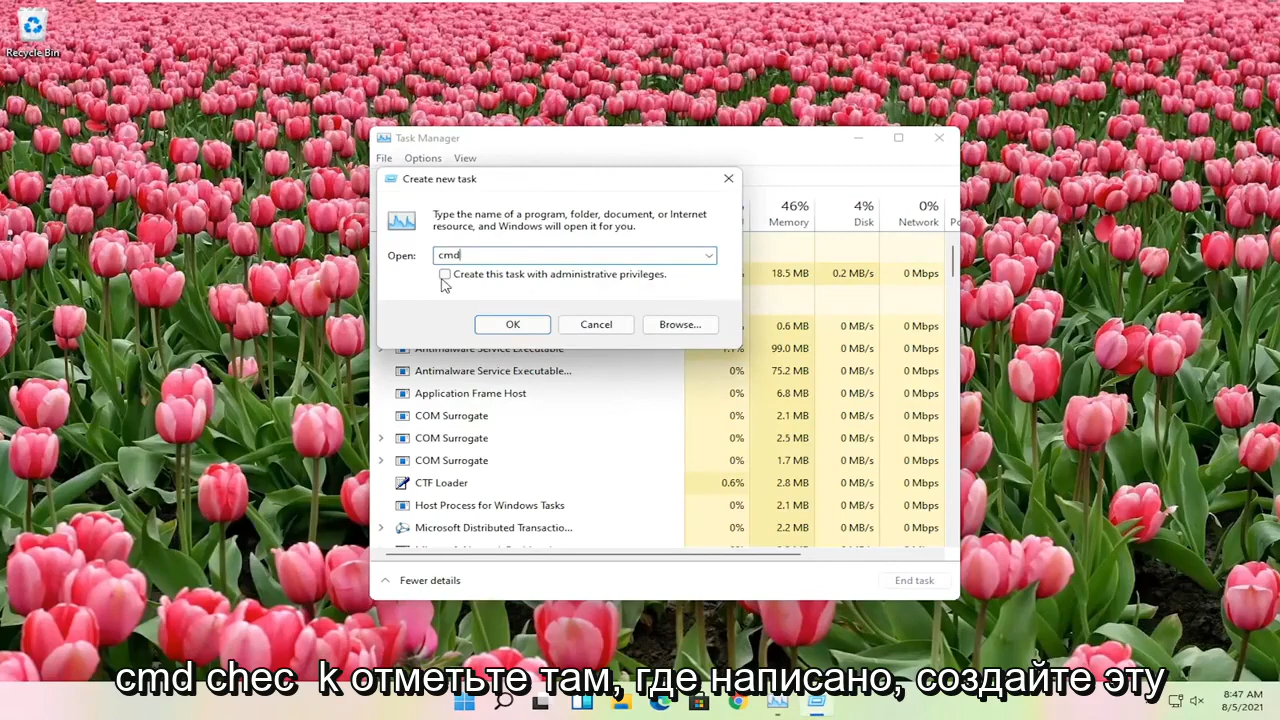 Recycle Bin
Task Manager
File Options View
Create new task
Type the name of a program, folder, document, or Internet
resource, and Windows will open it for you.
Open: cmd
Create this task with administrative privileges.
OK Cancel Browse...
46% 4% 0%
Memory Disk Network
18.5 MB 0.2 MB/s 0 Mbps
0.6 MB 0 MB/s 0 Mbps
Antimalware Service Executable 1.1% 99.0 MB 0 MB/s 0 Mbps
Antimalware Service Executable... 0% 75.2 MB 0 MB/s 0 Mbps
Application Frame Host 0% 6.8 MB 0 MB/s 0 Mbps
COM Surrogate 0% 2.1 MB 0 MB/s 0 Mbps
COM Surrogate 0% 2.5 MB 0 MB/s 0 Mbps
COM Surrogate 0% 1.7 MB 0 MB/s 0 Mbps
CTF Loader 0.6% 2.8 MB 0 MB/s 0 Mbps
Host Process for Windows Tasks 0% 2.1 MB 0 MB/s 0 Mbps
Microsoft Distributed Transactio... 0% 2.2 MB 0 MB/s 0 Mbps
Fewer details End task
cmd chec k отметьте там, где написано, создайте эту
8:47 AM
8/5/2021